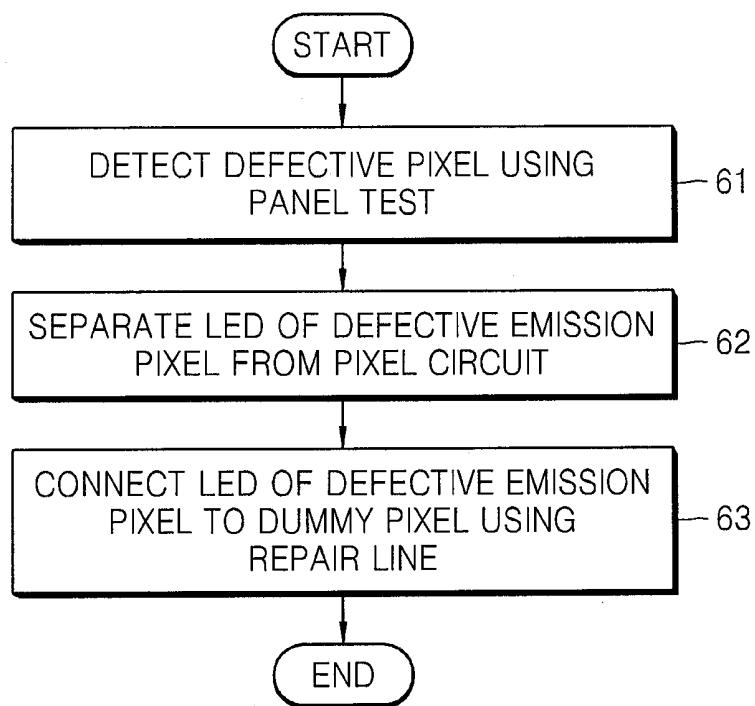 START
DETECT DEFECTIVE PIXEL USING
PANEL TEST
61
SEPARATE LED OF DEFECTIVE EMISSION
PIXEL FROM PIXEL CIRCUIT
62
CONNECT LED OF DEFECTIVE EMISSION
PIXEL TO DUMMY PIXEL USING
REPAIR LINE
63
END